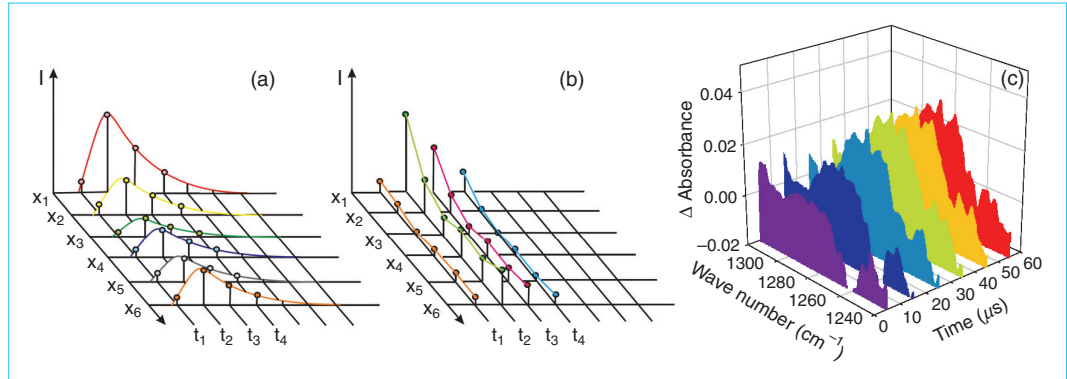 I
(a)
x1
x2
x3
x4
x5
x6
t1 t2 t3 t4
I
(b)
x1
x2
x3
x4
x5
x6
t1 t2 t3 t4
(c)
Δ Absorbance
0.04
0.02
0.00
−0.02
1300
1280
1260
1240
Wave number (cm⁻¹)
0 10 20 30 40 50 60
Time (μs)